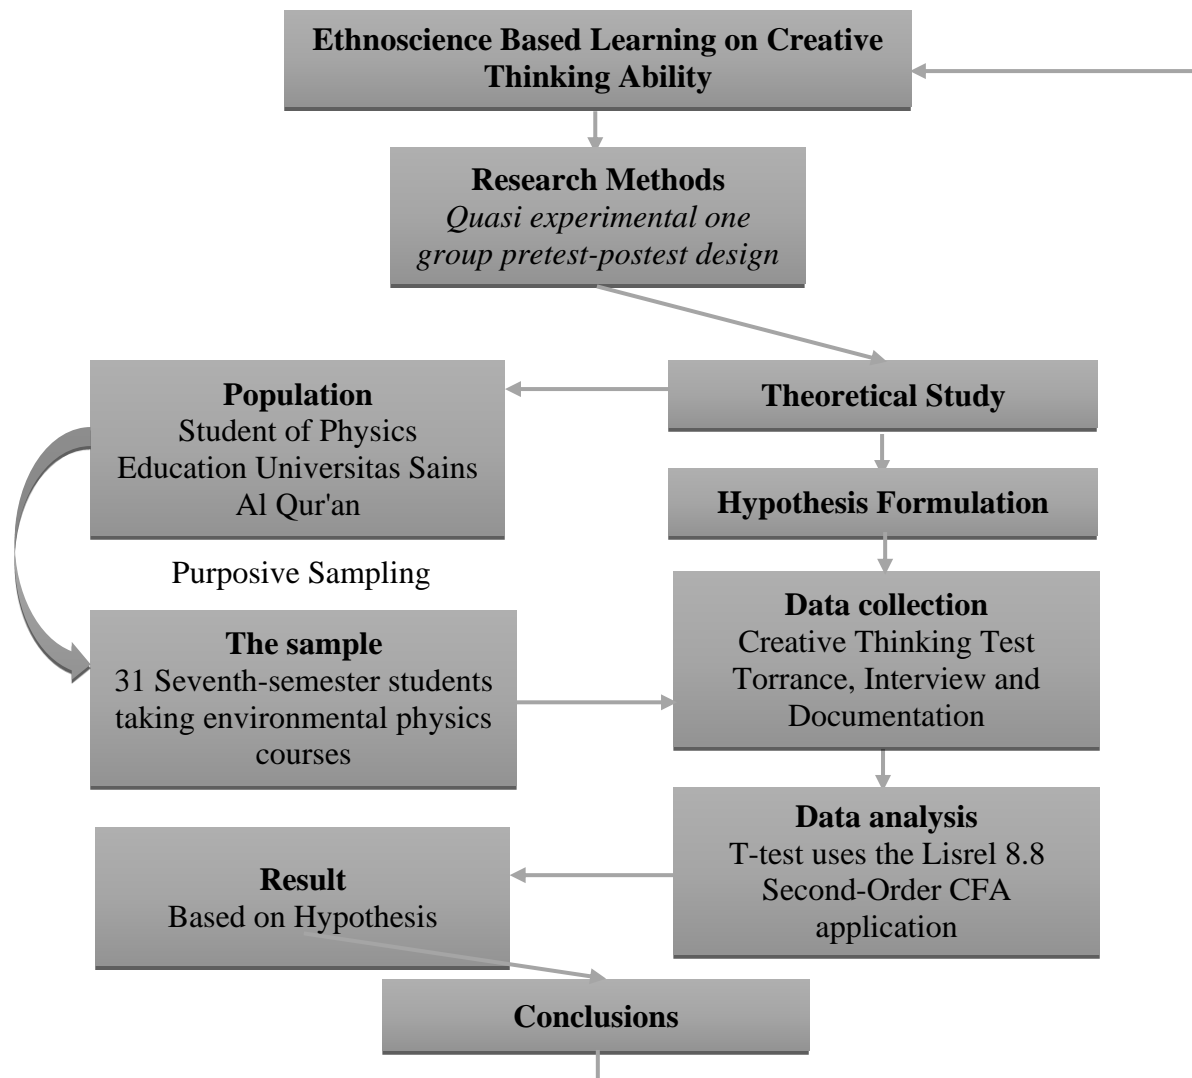 Ethnoscience Based Learning on Creative
Thinking Ability
Research Methods
Quasi experimental one
group pretest-postest design
Population
Student of Physics
Education Universitas Sains
Al Qur'an
Theoretical Study
Hypothesis Formulation
Purposive Sampling
The sample
31 Seventh-semester students
taking environmental physics
courses
Data collection
Creative Thinking Test
Torrance, Interview and
Documentation
Data analysis
T-test uses the Lisrel 8.8
Second-Order CFA
application
Result
Based on Hypothesis
Conclusions